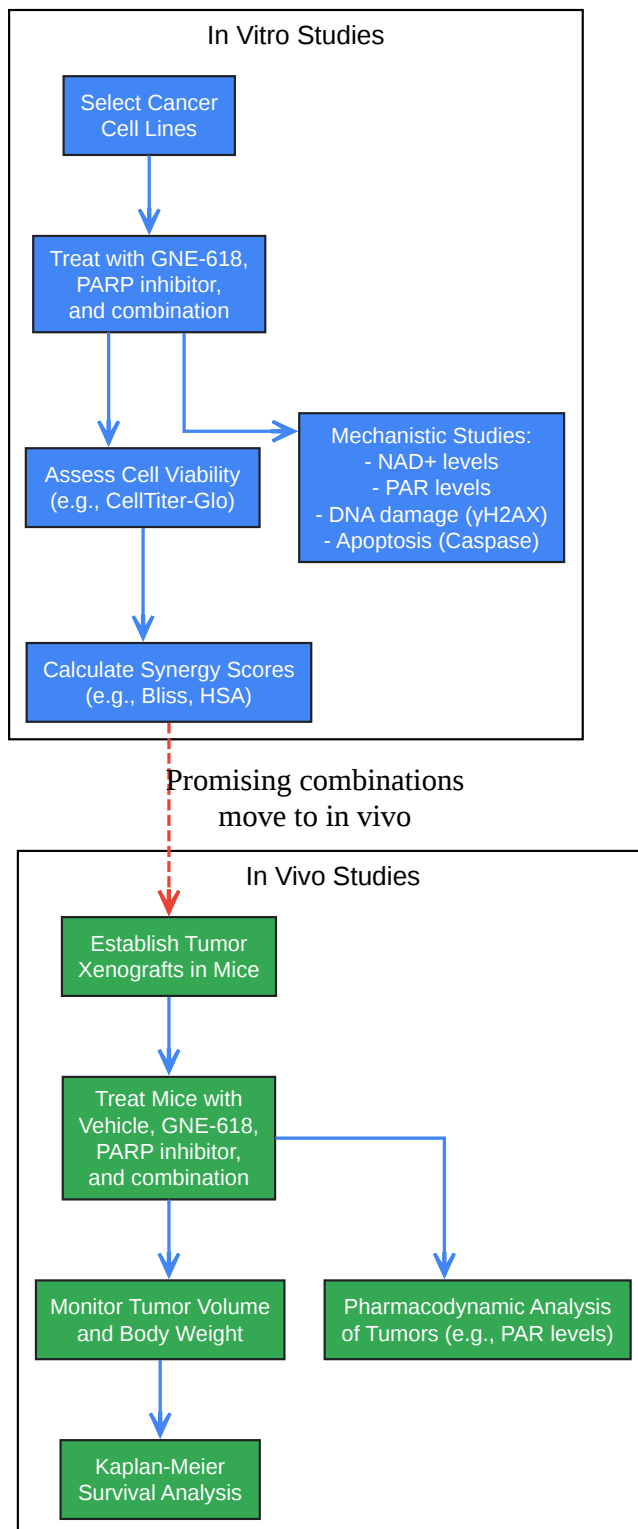 In Vitro Studies
Select Cancer
Cell Lines
Treat with GNE-618,
PARP inhibitor,
and combination
Assess Cell Viability
(e.g., CellTiter-Glo)
Mechanistic Studies:
- NAD+ levels
- PAR levels
- DNA damage (γH2AX)
- Apoptosis (Caspase)
Calculate Synergy Scores
(e.g., Bliss, HSA)
Promising combinations
move to in vivo
In Vivo Studies
Establish Tumor
Xenografts in Mice
Treat Mice with
Vehicle, GNE-618,
PARP inhibitor,
and combination
Monitor Tumor Volume
and Body Weight
Pharmacodynamic Analysis
of Tumors (e.g., PAR levels)
Kaplan-Meier
Survival Analysis